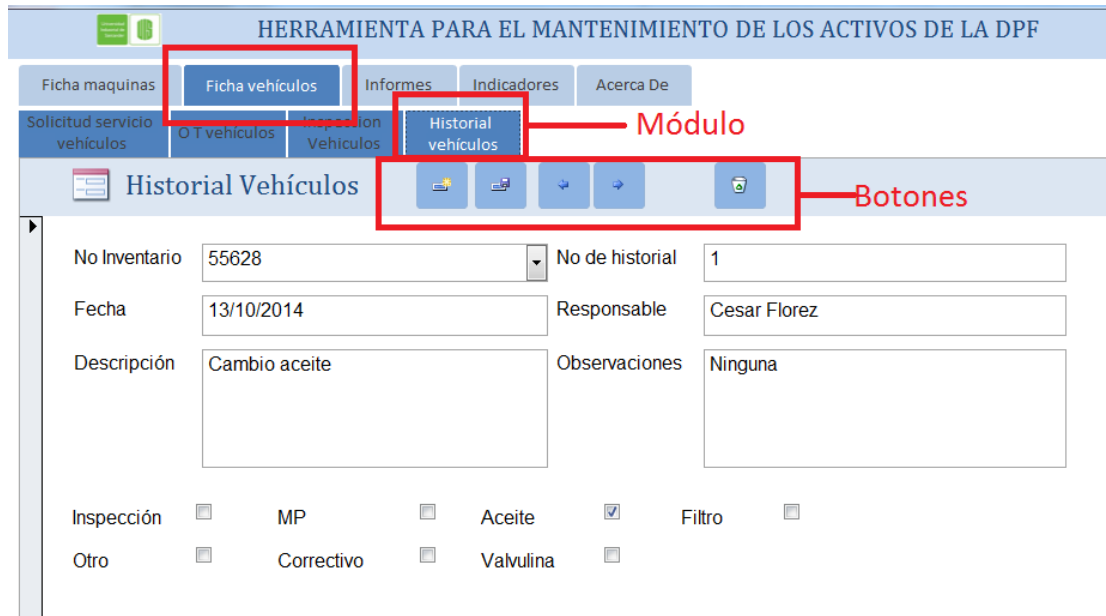 HERRAMIENTA PARA EL MANTENIMIENTO DE LOS ACTIVOS DE LA DPF
Ficha maquinas Ficha vehículos Informes Indicadores Acerca De
Solicitud servicio vehículos O T vehículos Inspection Vehiculos Historial vehículos
Módulo
Historial Vehículos
Botones
No Inventario 55628 No de historial 1
Fecha 13/10/2014 Responsable Cesar Florez
Descripción Cambio aceite Observaciones Ninguna
Inspección MP Aceite Filtro
Otro Correctivo Valvulina